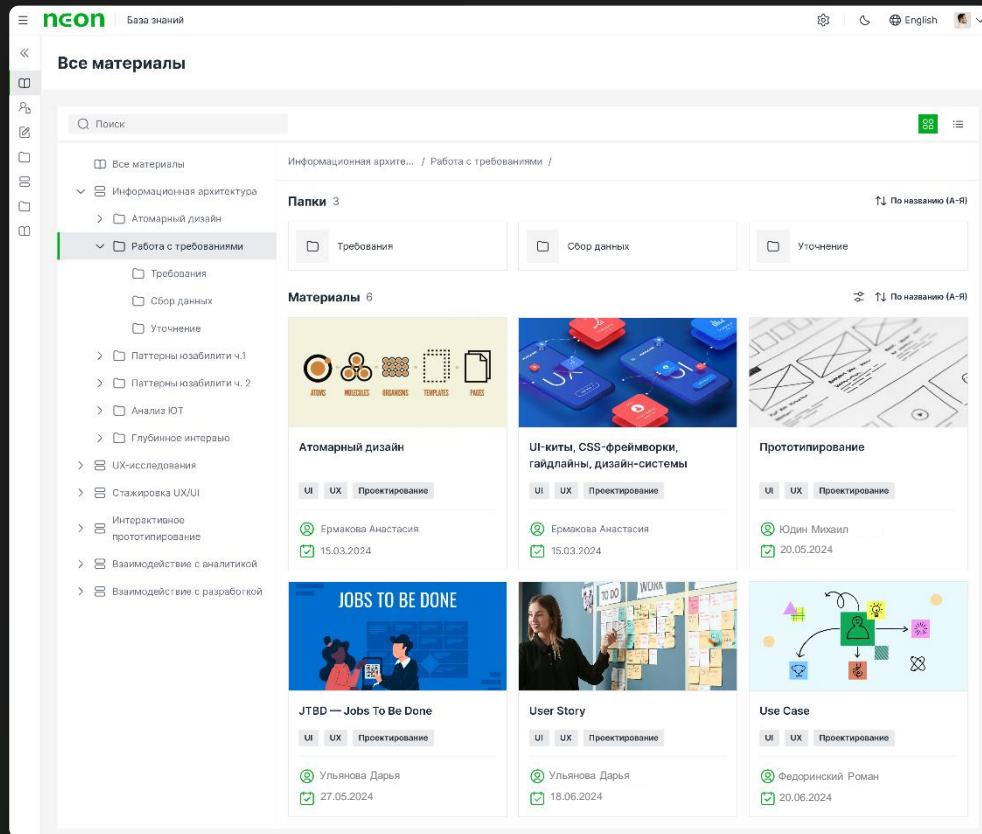 neon
База знаний
English
Все материалы
Поиск
Все материалы
Информационная архитектура
Атомарный дизайн
Работа с требованиями
Требования
Сбор данных
Уточнение
Паттерны юзабилити ч.1
Паттерны юзабилити ч. 2
Анализ ЮТ
Глубинное интервью
UX-исследования
Стажировка UX/UI
Интерактивное
прототипирование
Взаимодействие с аналитикой
Взаимодействие с разработкой
Информационная архите... / Работа с требованиями /
Папки 3
По названию (А-Я)
Требования
Сбор данных
Уточнение
Материалы 6
По названию (А-Я)
ATOMS MOLECULES ORGANISMS TEMPLATES PAGES
Атомарный дизайн
UI UX Проектирование
Ермакова Анастасия
15.03.2024
UX
UI
UI-киты, CSS-фреймворки,
гайдлайны, дизайн-системы
UI UX Проектирование
Ермакова Анастасия
15.03.2024
Прототипирование
UI UX Проектирование
Юдин Михаил
20.05.2024
JOBS TO BE DONE
JTBD — Jobs To Be Done
UI UX Проектирование
Ульянова Дарья
27.05.2024
TO DO
WORK
User Story
UI UX Проектирование
Ульянова Дарья
18.06.2024
Use Case
UI UX Проектирование
Федоринский Роман
20.06.2024